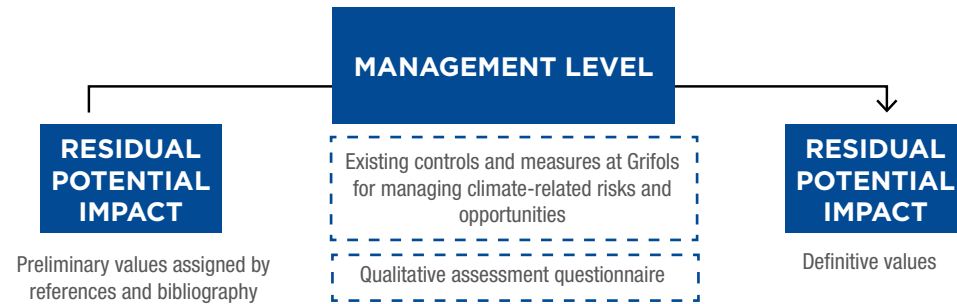 MANAGEMENT LEVEL
RESIDUAL
POTENTIAL
IMPACT
Preliminary values assigned by
references and bibliography
Existing controls and measures at Grifols
for managing climate-related risks and
opportunities
Qualitative assessment questionnaire
RESIDUAL
POTENTIAL
IMPACT
Definitive values